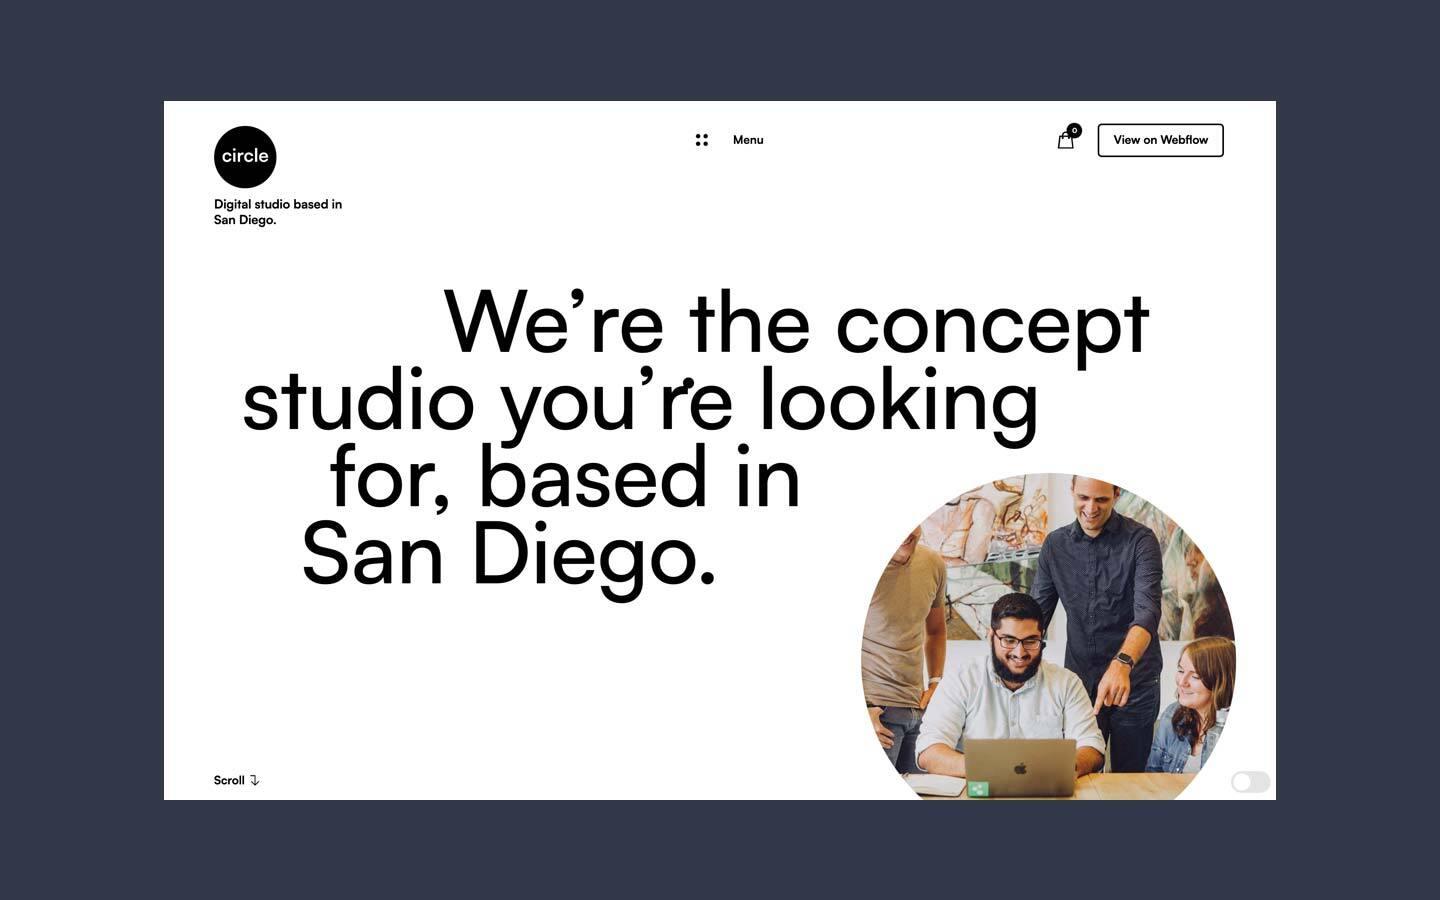 circle
Digital studio based in
San Diego.
Menu
0
View on Webflow
We’re the concept
studio you’re looking
for, based in
San Diego.
Scroll